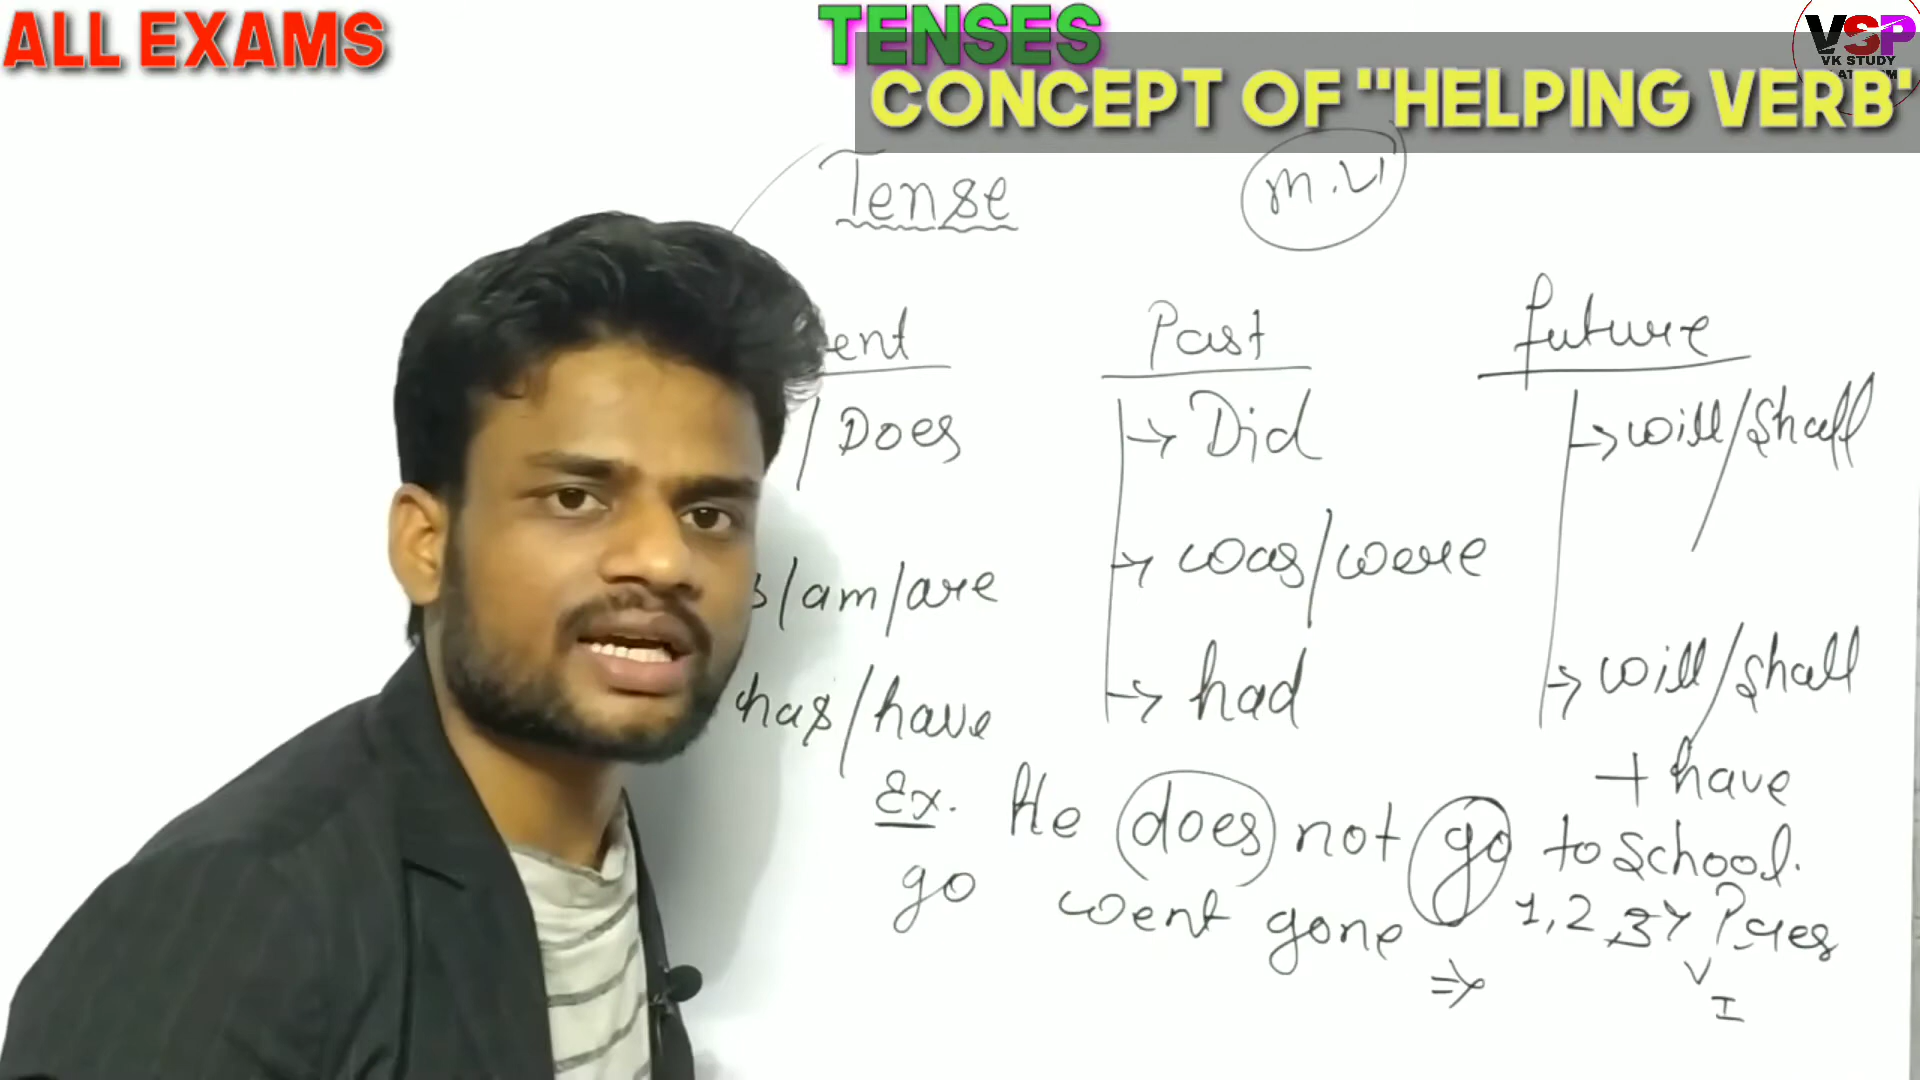 ALL EXAMS
TENSES
VSP
VK STUDY
CONCEPT OF "HELPING VERB"
Tense
m.v
ent Past future
/Does → Did → will/shall
s/am/are → was/were
has/have → had → will/shall
+ have
Ex. He does not go to school.
go went gone 1,2,3
⇒ V
I